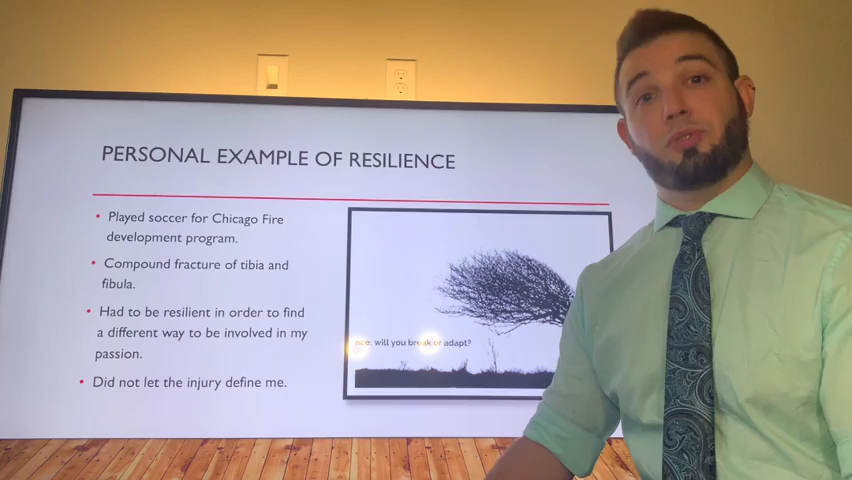 PERSONAL EXAMPLE OF RESILIENCE
• Played soccer for Chicago Fire
development program.
• Compound fracture of tibia and
fibula.
• Had to be resilient in order to find
a different way to be involved in my
passion.
• Did not let the injury define me.
will you break or adapt?